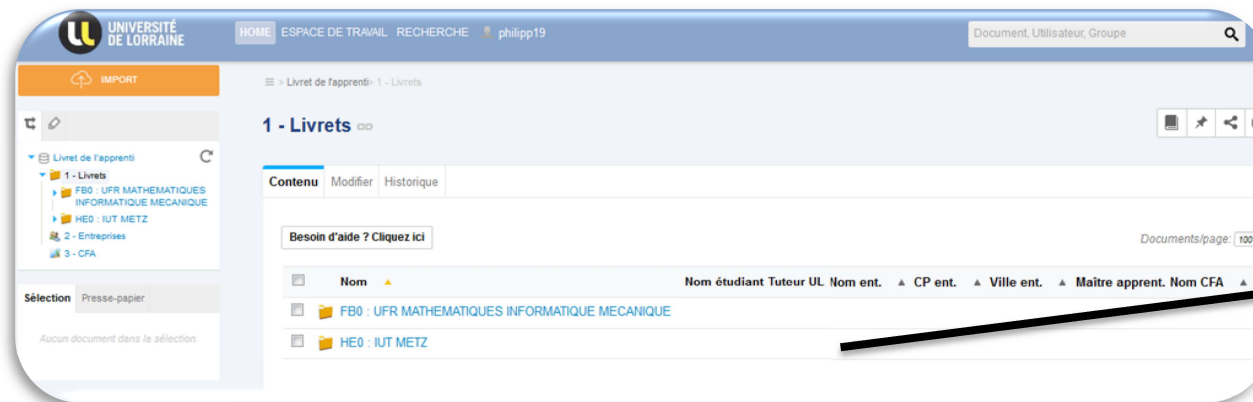 UNIVERSITÉ
DE LORRAINE
HOME ESPACE DE TRAVAIL RECHERCHE philipp19
Document, Utilisateur, Groupe
IMPORT
> Livret de l'apprenti > 1 - Livrets
1 - Livrets
Livret de l'apprenti
1 - Livrets
FB0 : UFR MATHEMATIQUES
INFORMATIQUE MECANIQUE
HE0 : IUT METZ
2 - Entreprises
3 - CFA
Contenu Modifier Historique
Besoin d'aide ? Cliquez ici
Documents/page: 100
Nom Nom étudiant Tuteur UL Nom ent. CP ent. Ville ent. Maître apprent. Nom CFA
FB0 : UFR MATHEMATIQUES INFORMATIQUE MECANIQUE
HE0 : IUT METZ
Sélection Presse-papier
Aucun document dans la sélection.